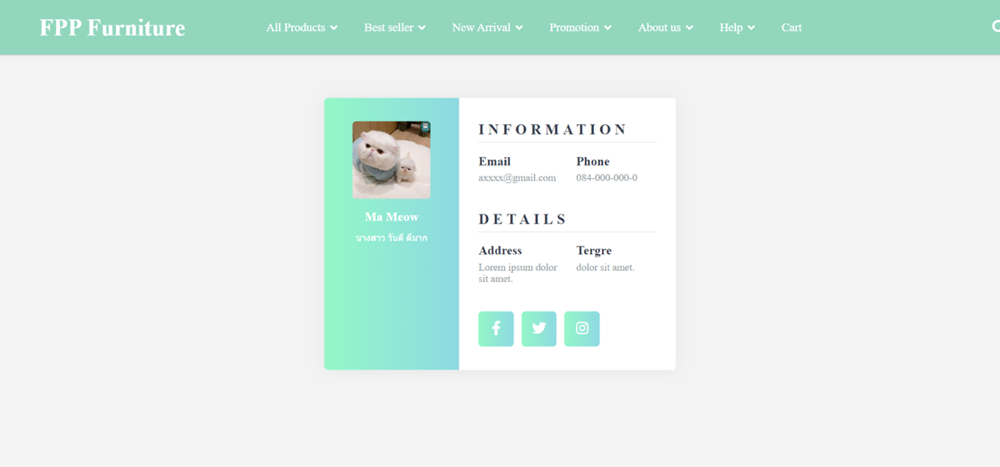 FPP Furniture
All Products
Best seller
New Arrival
Promotion
About us
Help
Cart
Ma Meow
นางสาว วันดี ดีมาก
INFORMATION
Email
Phone
axxxx@gmail.com
084-000-000-0
DETAILS
Address
Tergre
Lorem ipsum dolor
sit amet.
dolor sit amet.